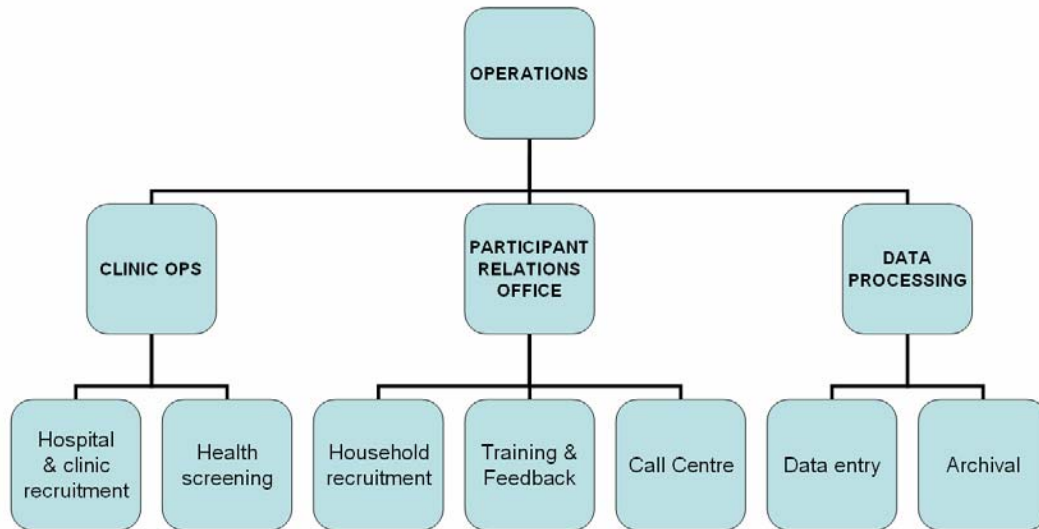 OPERATIONS
CLINIC OPS
PARTICIPANT
RELATIONS
OFFICE
DATA
PROCESSING
Hospital
& clinic
recruitment
Health
screening
Household
recruitment
Training &
Feedback
Call Centre
Data entry
Archival